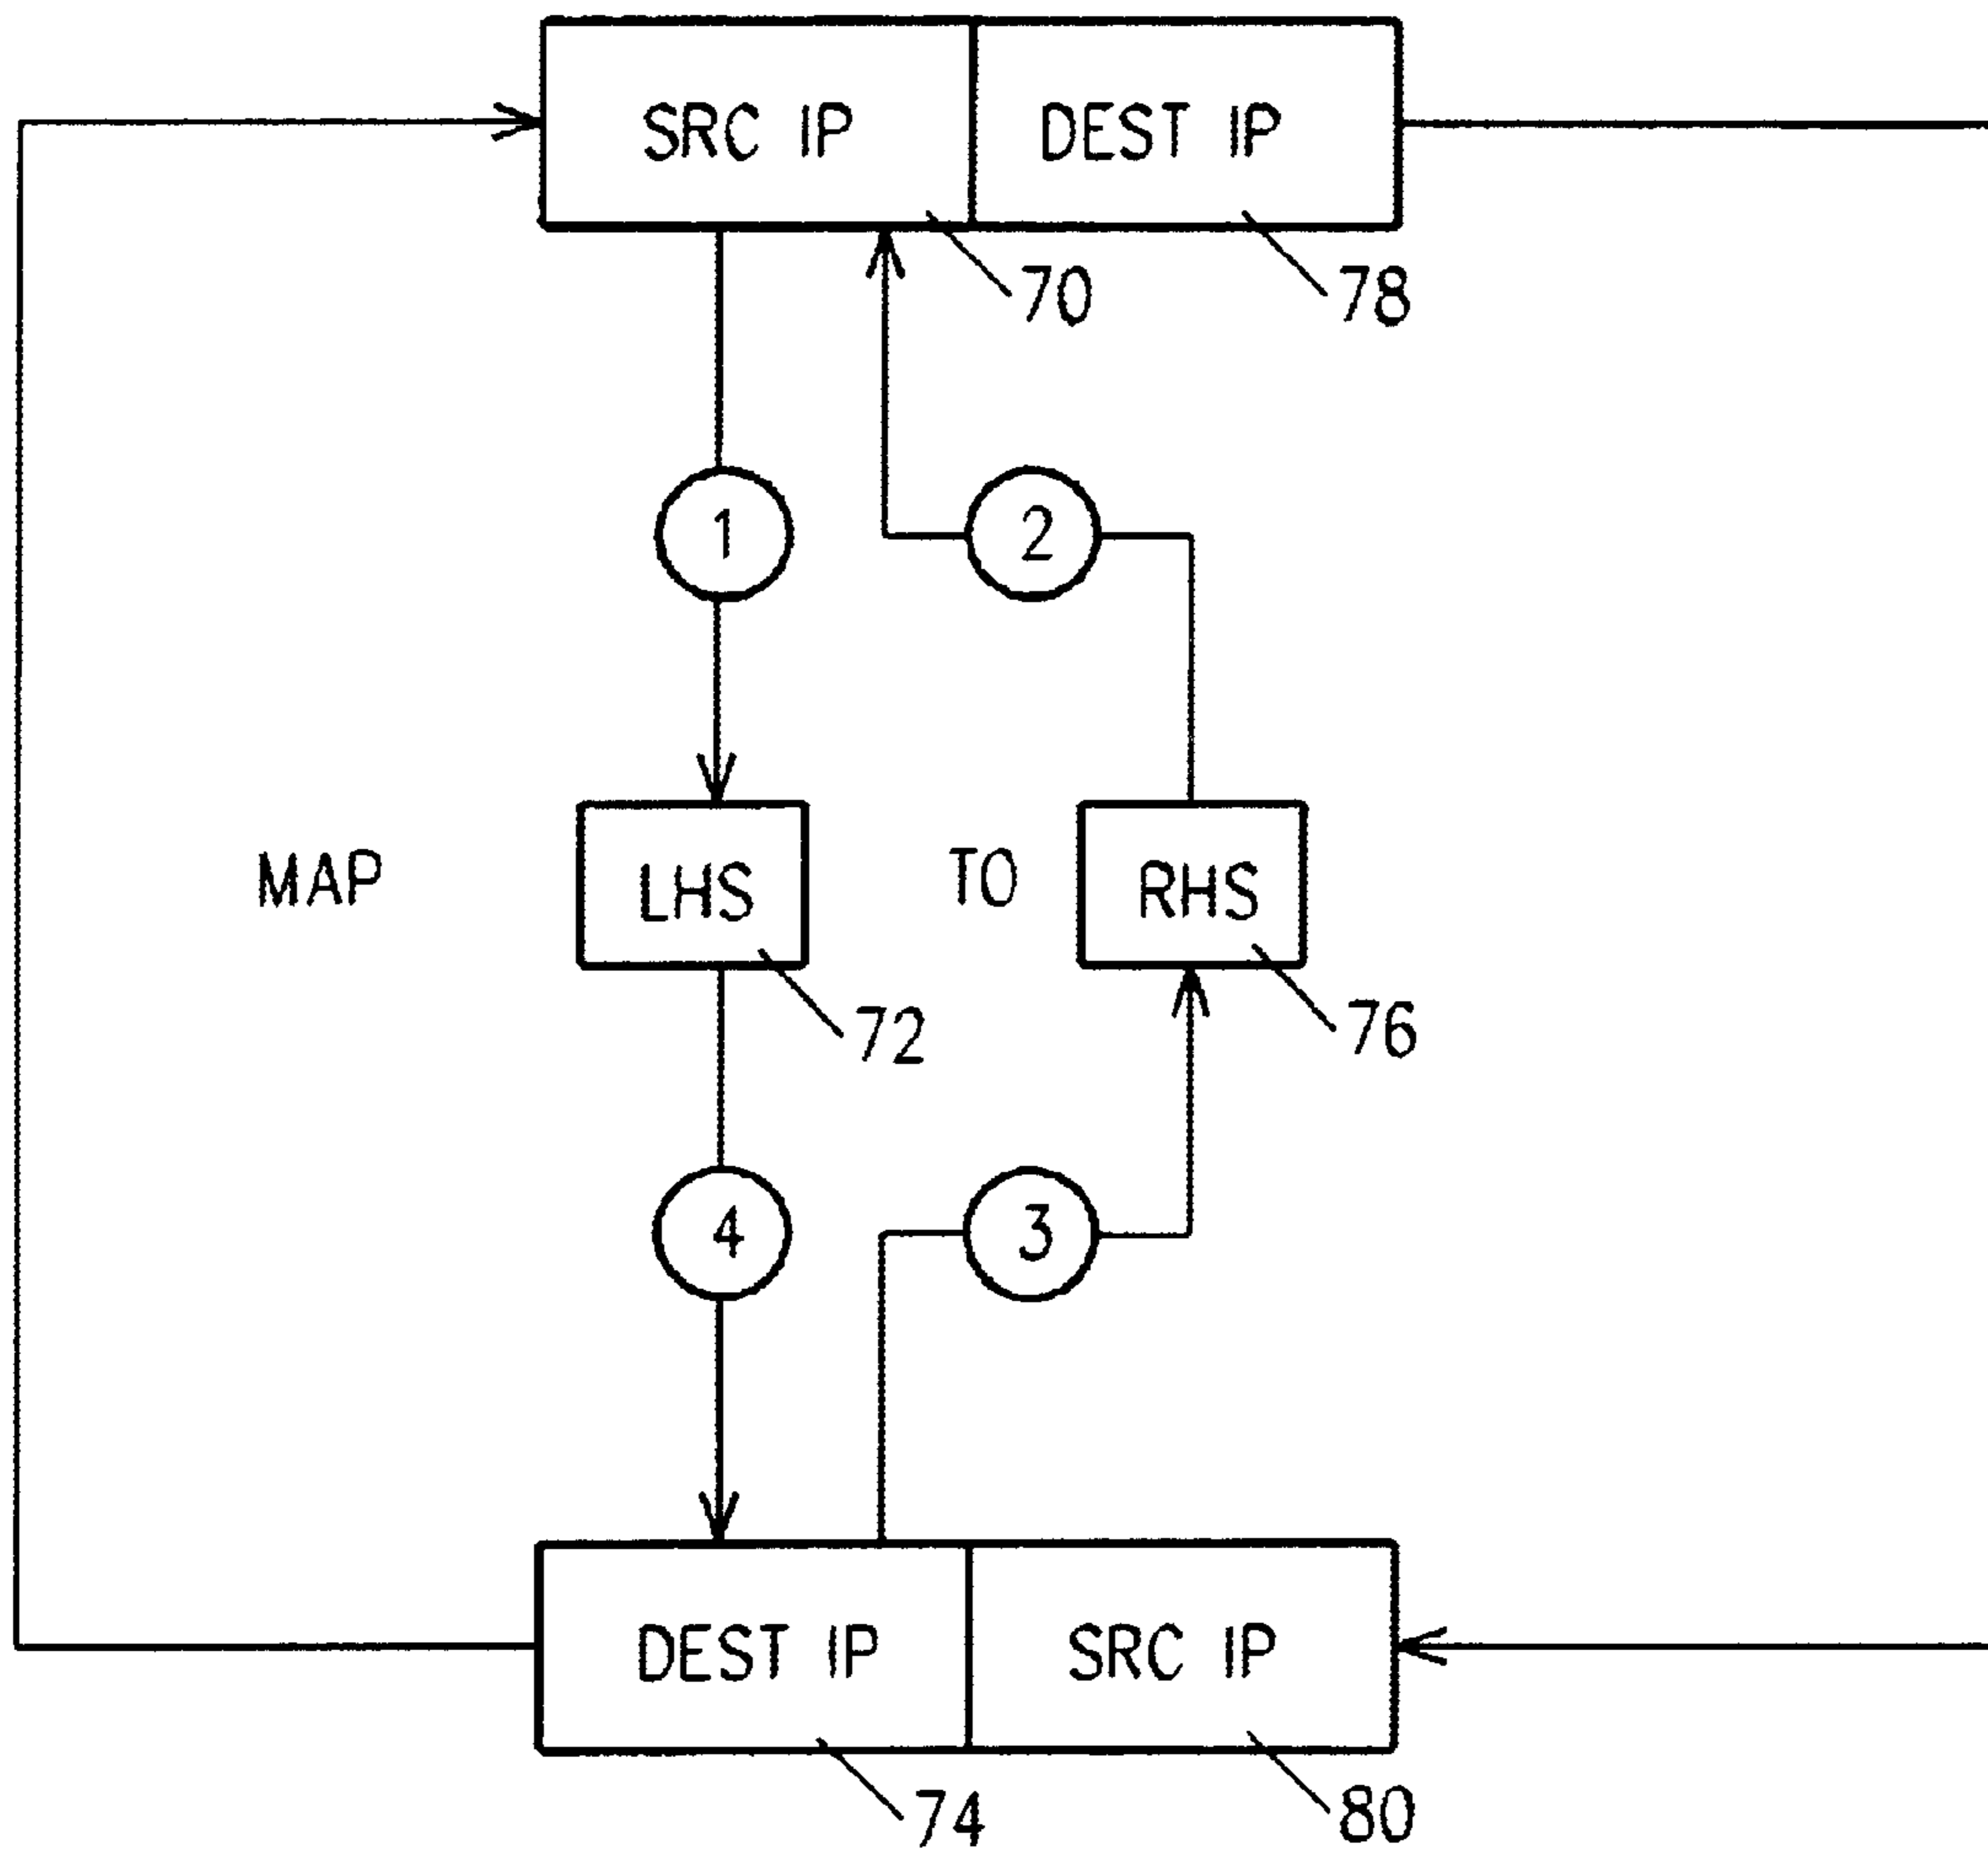 SRC IP DEST IP
70 78
1 2
MAP LHS TO RHS
72 76
4 3
DEST IP SRC IP
74 80